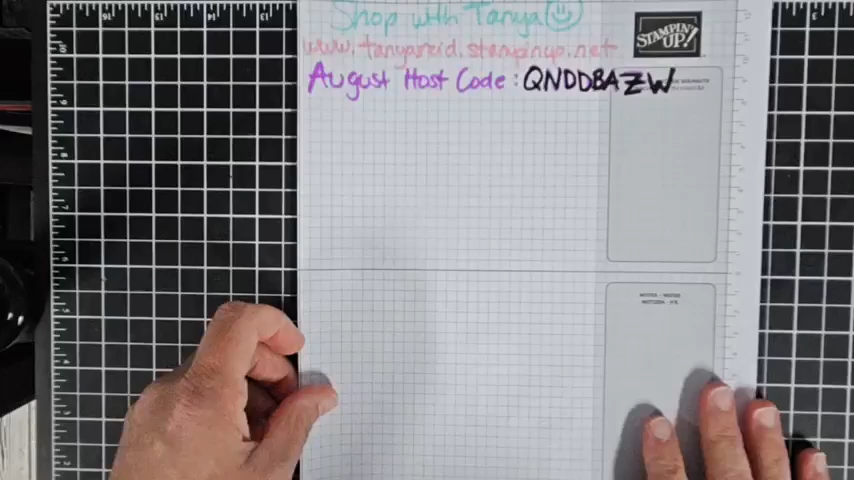 Shop with Tanya
www.tanyareid.stampinup.net
STAMPIN' UP!
August Host Code: QNDDBAZW